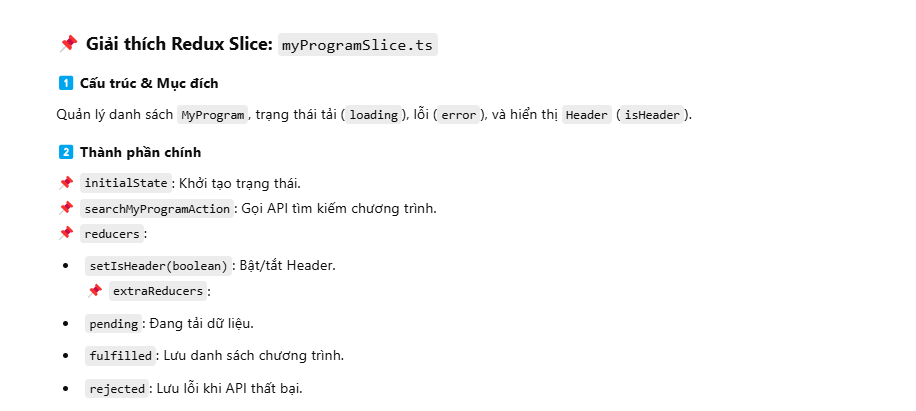 📌 Giải thích Redux Slice: myProgramSlice.ts
1️⃣ Cấu trúc & Mục đích
Quản lý danh sách MyProgram, trạng thái tải (loading), lỗi (error), và hiển thị Header (isHeader).
2️⃣ Thành phần chính
📌 initialState: Khởi tạo trạng thái.
📌 searchMyProgramAction: Gọi API tìm kiếm chương trình.
📌 reducers:
• setIsHeader(boolean): Bật/tắt Header.
📌 extraReducers:
• pending: Đang tải dữ liệu.
• fulfilled: Lưu danh sách chương trình.
• rejected: Lưu lỗi khi API thất bại.